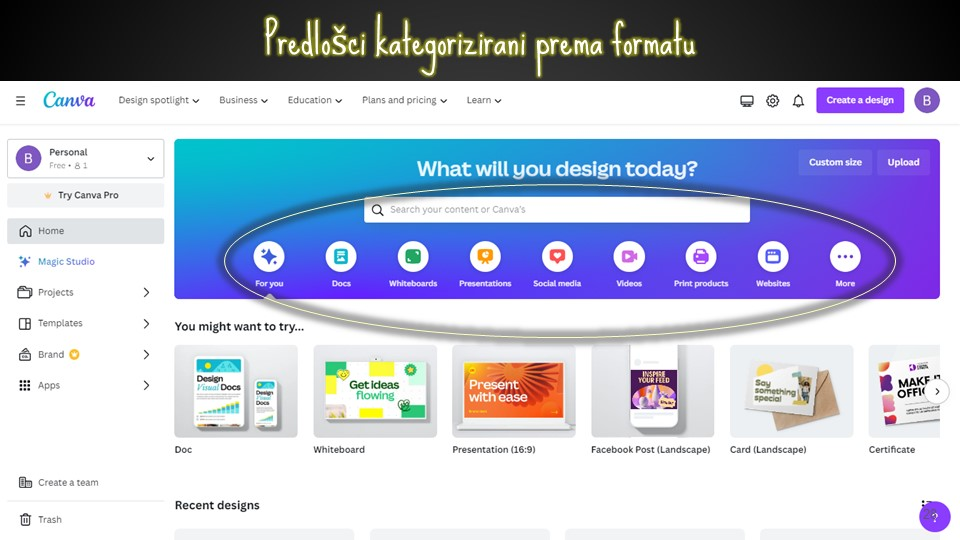 Predlošci kategorizirani prema formatu
Canva Design spotlight Business Education Plans and pricing Learn Create a design B
B Personal
Free • 1
Try Canva Pro
Home
Magic Studio
Projects
Templates
Brand
Apps
Create a team
Trash
What will you design today? Custom size Upload
Search your content or Canva's
For you Docs Whiteboards Presentations Social media Videos Print products Websites More
You might want to try...
Design
Visual Docs
Design
Visual
Docs
Get ideas
flowing
Present
with ease
INSPIRE
YOUR FEED
Say
something
special
MAKE IT
OFFIC
Doc Whiteboard Presentation (16:9) Facebook Post (Landscape) Card (Landscape) Certificate
Recent designs
?